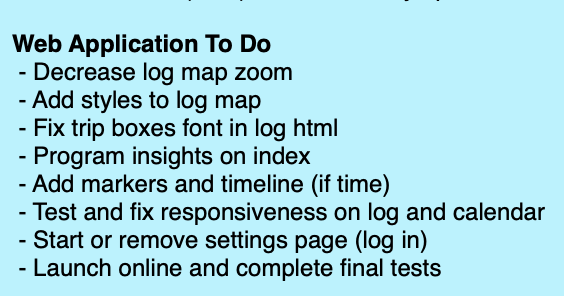 Web Application To Do
- Decrease log map zoom
- Add styles to log map
- Fix trip boxes font in log html
- Program insights on index
- Add markers and timeline (if time)
- Test and fix responsiveness on log and calendar
- Start or remove settings page (log in)
- Launch online and complete final tests